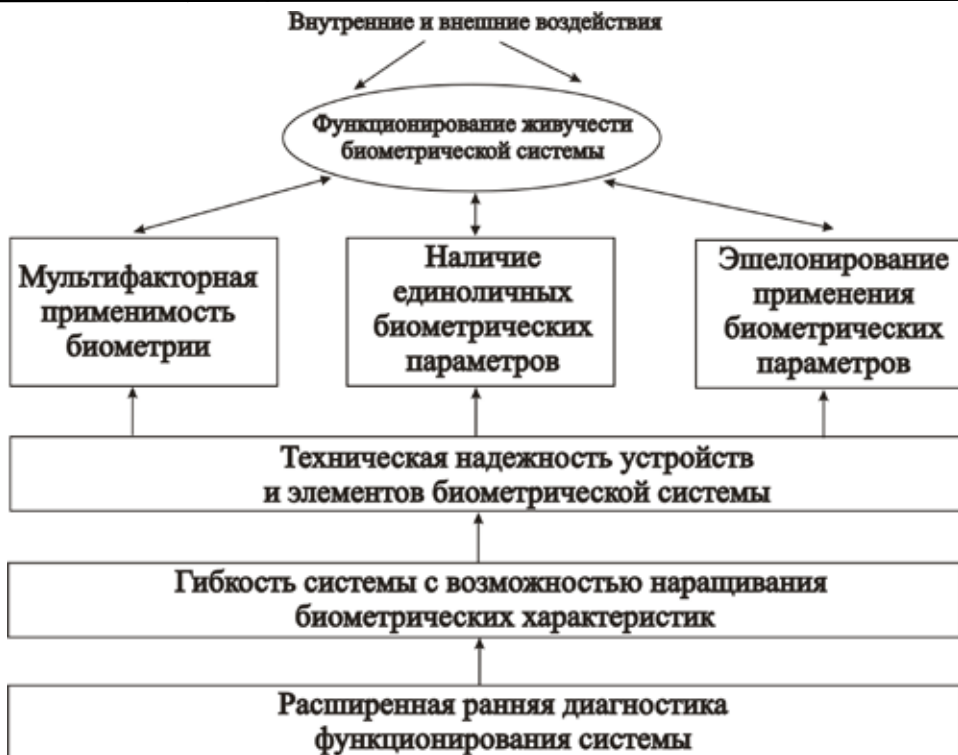 Внутренние и внешние воздействия
Функционирование живучести
биометрической системы
Мультифакторная
применимость
биометрии
Наличие
единоличных
биометрических
параметров
Эшелонирование
применения
биометрических
параметров
Техническая надежность устройств
и элементов биометрической системы
Гибкость системы с возможностью наращивания
биометрических характеристик
Расширенная ранняя диагностика
функционирования системы